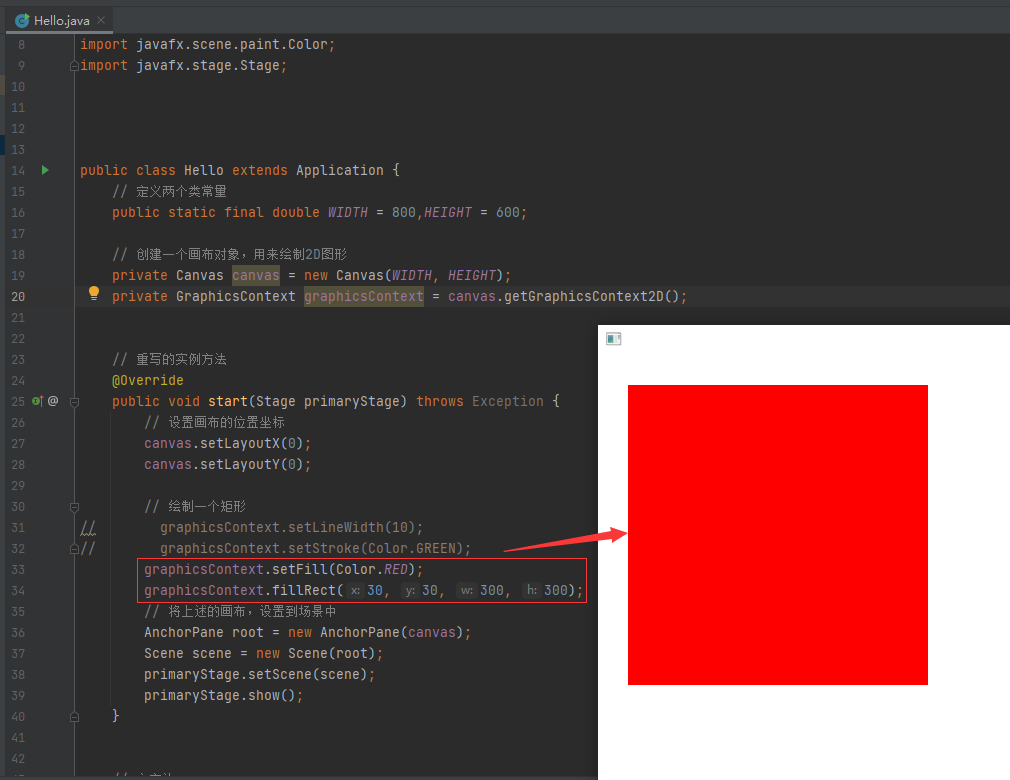 Hello.java
8 import javafx.scene.paint.Color;
9 import javafx.stage.Stage;
10
11
12
13
14 public class Hello extends Application {
15 // 定义两个类常量
16 public static final double WIDTH = 800,HEIGHT = 600;
17
18 // 创建一个画布对象，用来绘制2D图形
19 private Canvas canvas = new Canvas(WIDTH, HEIGHT);
20 private GraphicsContext graphicsContext = canvas.getGraphicsContext2D();
21
22
23 // 重写的实例方法
24 @Override
25 @ public void start(Stage primaryStage) throws Exception {
26 // 设置画布的位置坐标
27 canvas.setLayoutX(0);
28 canvas.setLayoutY(0);
29
30 // 绘制一个矩形
31 // graphicsContext.setLineWidth(10);
32 // graphicsContext.setStroke(Color.GREEN);
33 graphicsContext.setFill(Color.RED);
34 graphicsContext.fillRect( x: 30, y: 30, w: 300, h: 300);
35 // 将上述的画布，设置到场景中
36 AnchorPane root = new AnchorPane(canvas);
37 Scene scene = new Scene(root);
38 primaryStage.setScene(scene);
39 primaryStage.show();
40 }
41
42